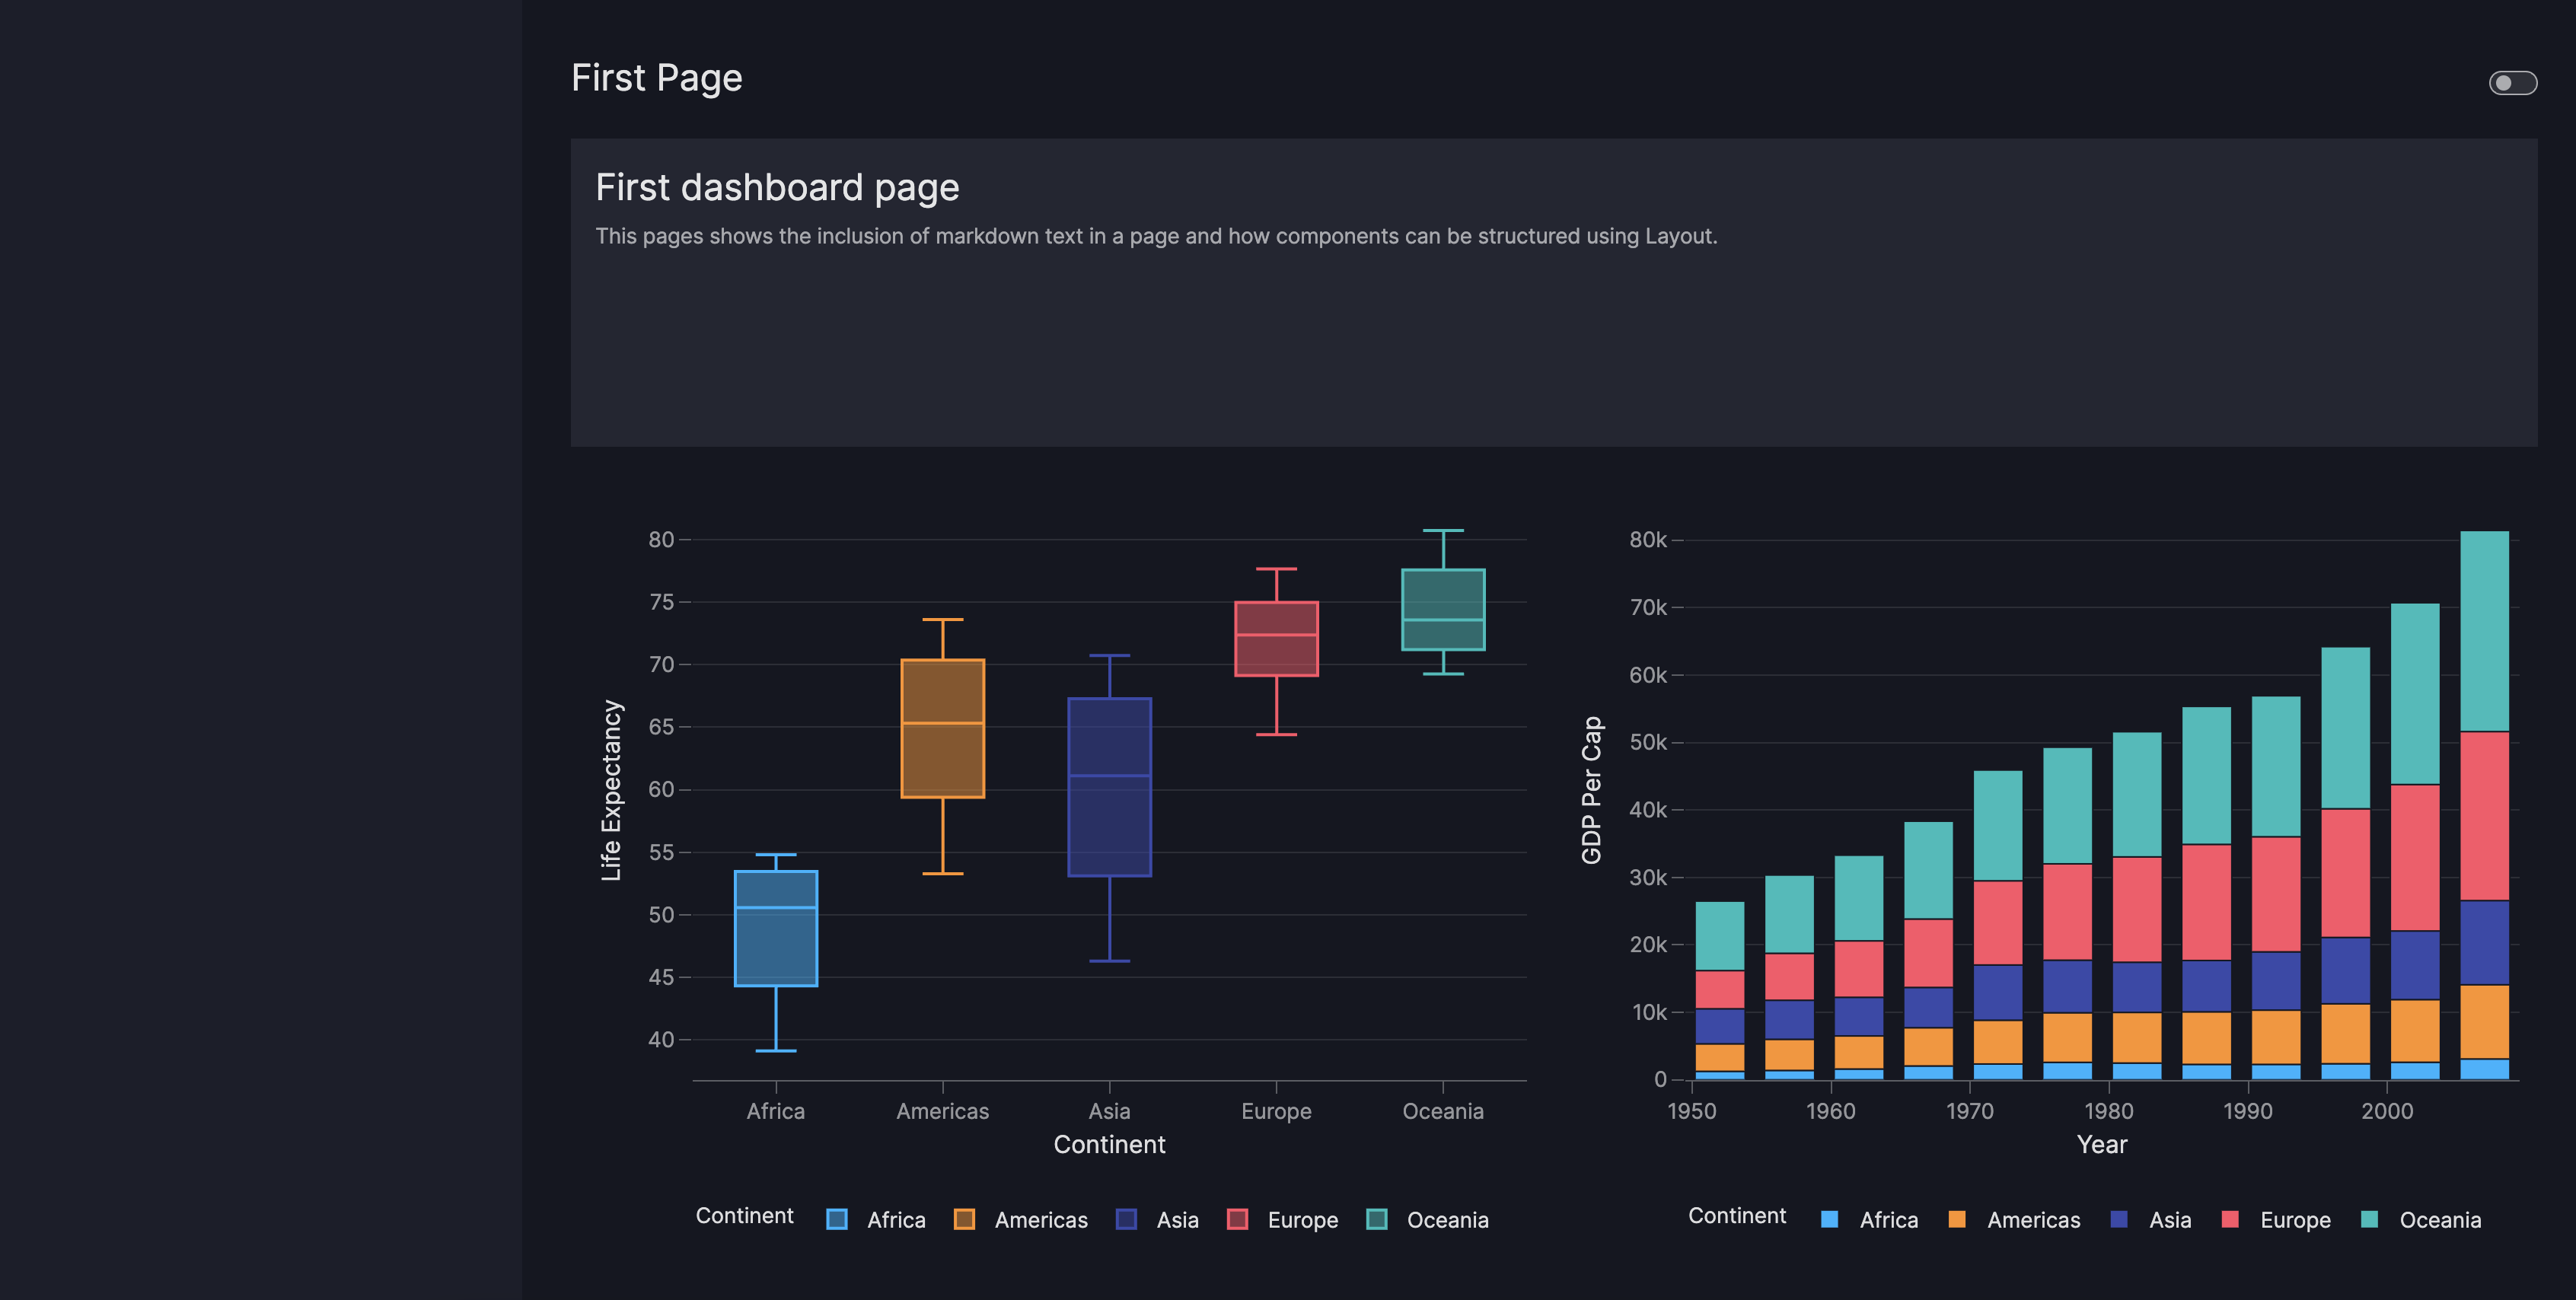 First Page
First dashboard page
This pages shows the inclusion of markdown text in a page and how components can be structured using Layout.
80
75
70
65
60
55
50
45
40
Life Expectancy
Africa Americas Asia Europe Oceania
Continent
Continent Africa Americas Asia Europe Oceania
80k
70k
60k
50k
40k
30k
20k
10k
0
GDP Per Cap
1950 1960 1970 1980 1990 2000
Year
Continent Africa Americas Asia Europe Oceania